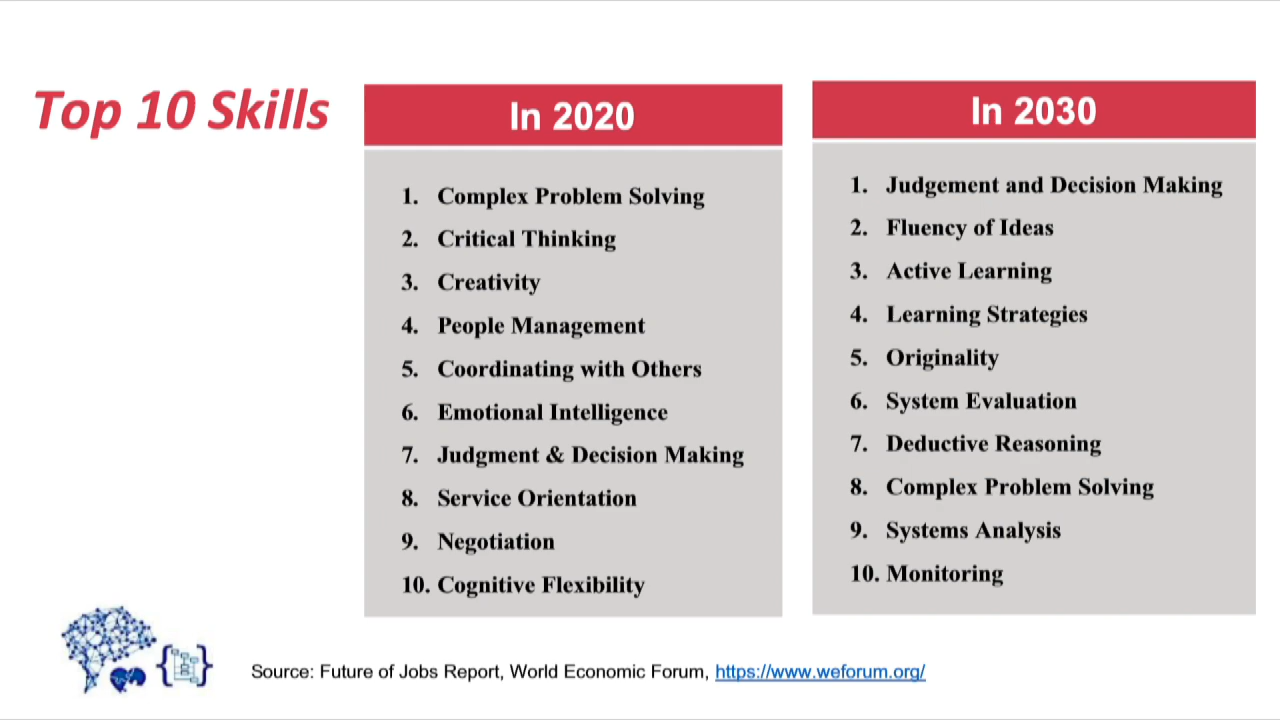 Top 10 Skills
In 2020
1. Complex Problem Solving
2. Critical Thinking
3. Creativity
4. People Management
5. Coordinating with Others
6. Emotional Intelligence
7. Judgment & Decision Making
8. Service Orientation
9. Negotiation
10. Cognitive Flexibility
In 2030
1. Judgement and Decision Making
2. Fluency of Ideas
3. Active Learning
4. Learning Strategies
5. Originality
6. System Evaluation
7. Deductive Reasoning
8. Complex Problem Solving
9. Systems Analysis
10. Monitoring
Source: Future of Jobs Report, World Economic Forum, https://www.weforum.org/